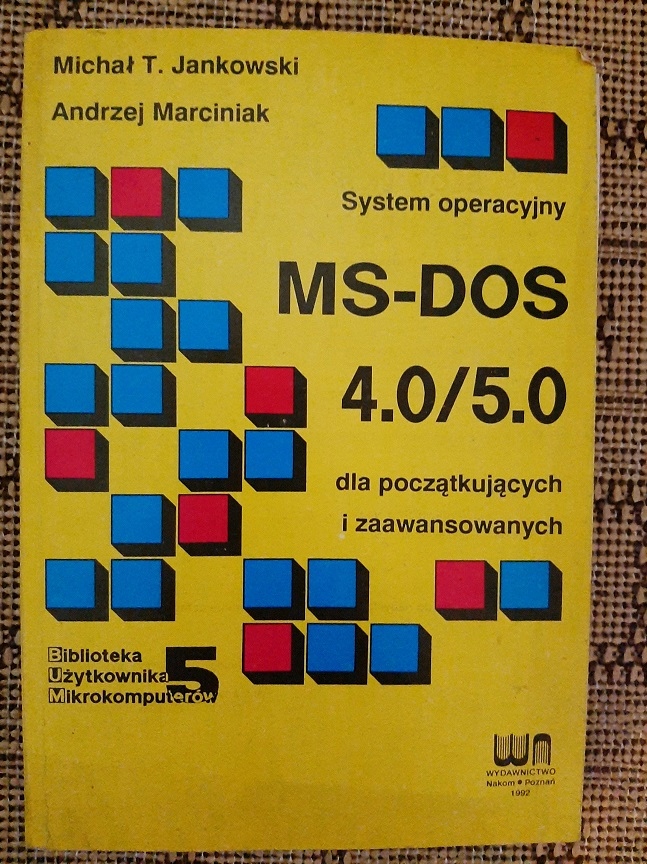 Michał T. Jankowski
Andrzej Marciniak
System operacyjny
MS-DOS
4.0/5.0
dla początkujących
i zaawansowanych
Biblioteka
Użytkownika
Mikrokomputerów
5
wn
WYDAWNICTWO
Nakom • Poznań
1992